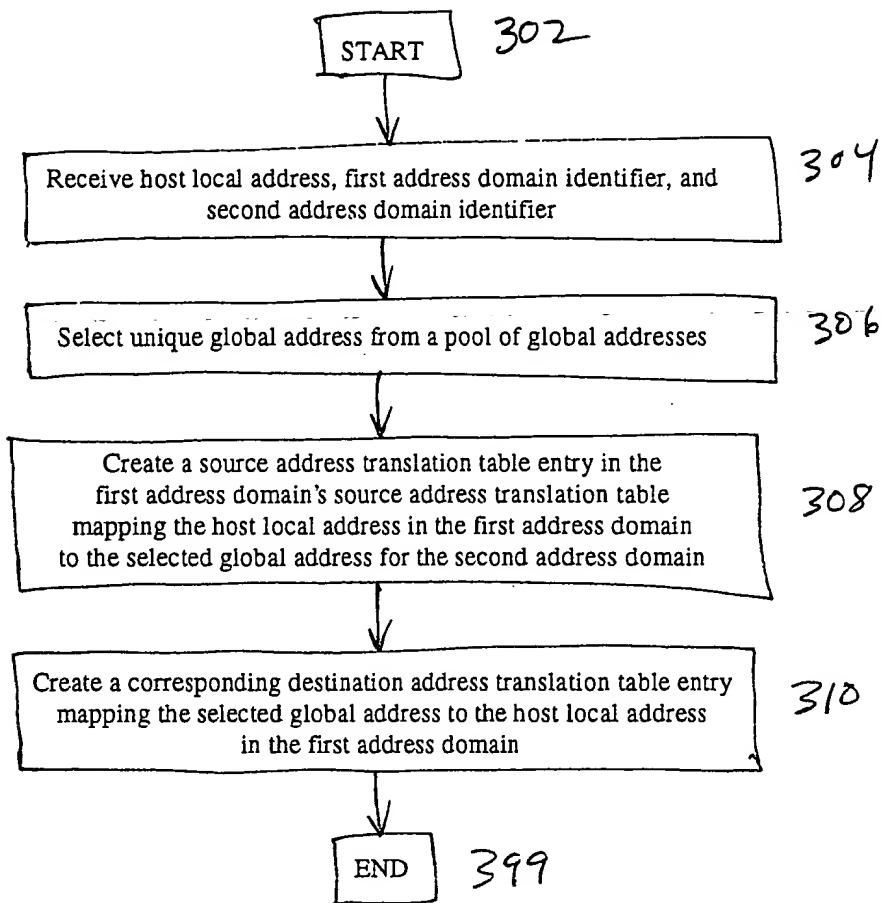 START 302
Receive host local address, first address domain identifier, and
second address domain identifier
304
Select unique global address from a pool of global addresses
306
Create a source address translation table entry in the
first address domain's source address translation table
mapping the host local address in the first address domain
to the selected global address for the second address domain
308
Create a corresponding destination address translation table entry
mapping the selected global address to the host local address
in the first address domain
310
END 399